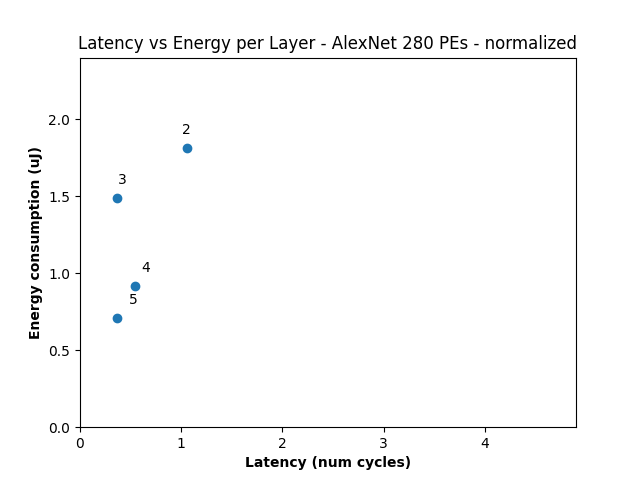 Latency vs Energy per Layer - AlexNet 280 PEs - normalized
Energy consumption (uJ)
2.0
1.5
1.0
0.5
0.0
2
3
4
5
0 1 2 3 4
Latency (num cycles)